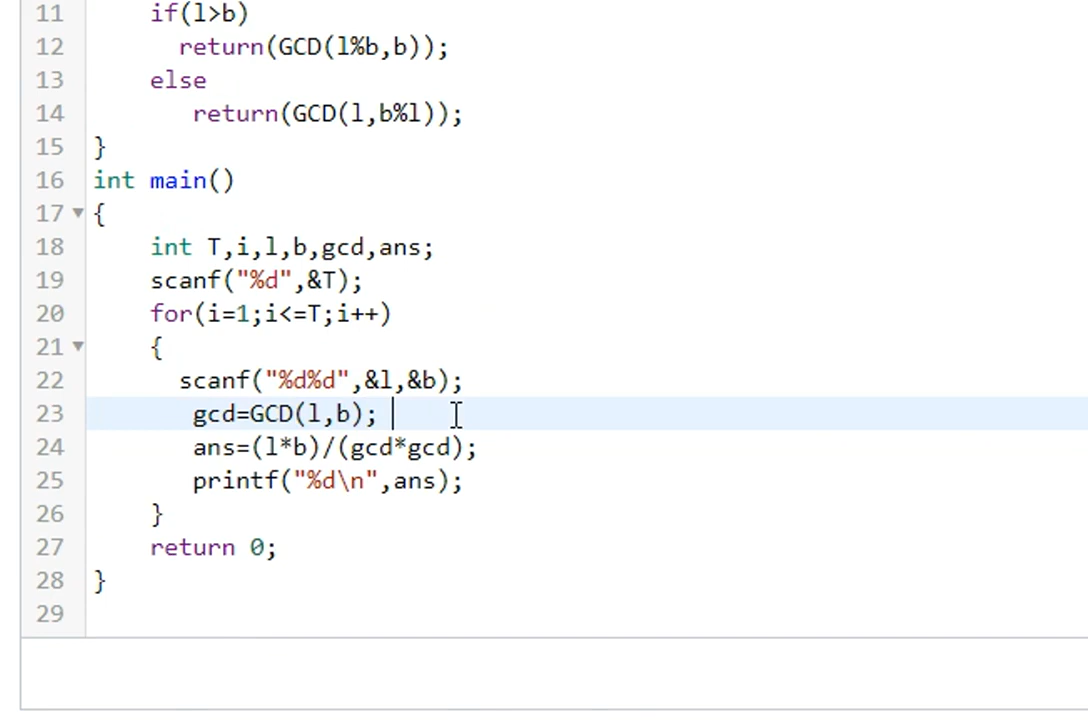 11 if(l>b)
12 return(GCD(l%b,b));
13 else
14 return(GCD(l,b%l));
15 }
16 int main()
17 {
18 int T,i,l,b,gcd,ans;
19 scanf("%d",&T);
20 for(i=1;i<=T;i++)
21 {
22 scanf("%d%d",&l,&b);
23 gcd=GCD(l,b);
24 ans=(l*b)/(gcd*gcd);
25 printf("%d\n",ans);
26 }
27 return 0;
28 }
29